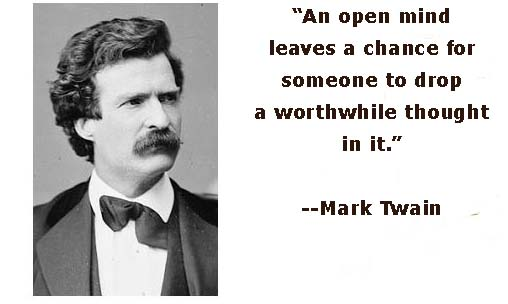 “An open mind
leaves a chance for
someone to drop
a worthwhile thought
in it.”
--Mark Twain